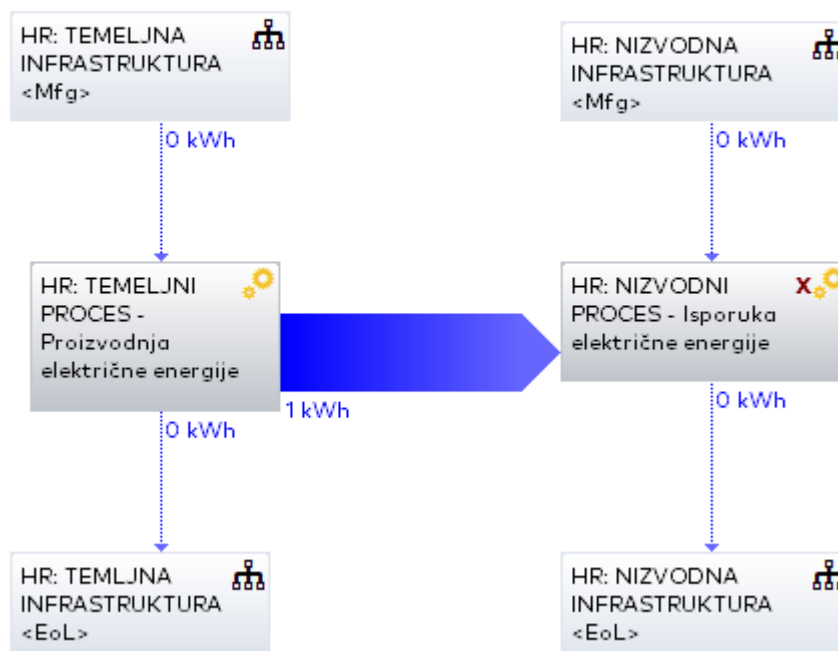 HR: TEMELJNA
INFRASTRUKTURA
<Mfg>
HR: NIZVODNA
INFRASTRUKTURA
<Mfg>
0 kWh
0 kWh
HR: TEMELJNI
PROCES -
Proizvodnja
električne energije
1 kWh
HR: NIZVODNI
PROCES - Isporuka
električne energije
X
0 kWh
0 kWh
HR: TEMLJNA
INFRASTRUKTURA
<EoL>
HR: NIZVODNA
INFRASTRUKTURA
<EoL>